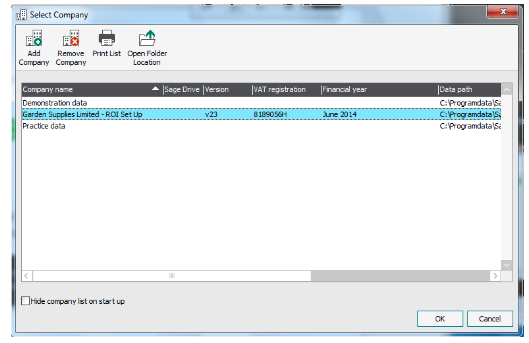 Select Company
Add Company
Remove Company
Print List
Open Folder Location
Company name Sage Drive Version VAT registration Financial year Data path
Demonstration data C:\Programdata\Sa
Garden Supplies Limited - ROI Set Up v23 8189056H June 2014 C:\Programdata\Sa
Practice data C:\Programdata\Sa
Hide company list on start up
OK Cancel